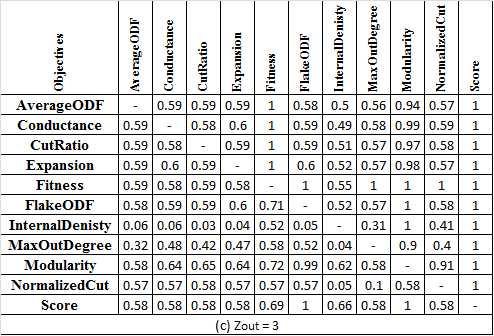 Objectives AverageODF Conductance CutRatio Expansion Fitness FlakeODF InternalDenisty MaxOutDegree Modularity NormalizedCut Score
AverageODF - 0.59 0.59 0.59 1 0.58 0.5 0.56 0.94 0.57 1
Conductance 0.59 - 0.58 0.6 1 0.59 0.49 0.58 0.99 0.59 1
CutRatio 0.59 0.58 - 0.59 1 0.59 0.51 0.57 0.97 0.58 1
Expansion 0.59 0.6 0.59 - 1 0.6 0.52 0.57 0.98 0.57 1
Fitness 0.59 0.58 0.59 0.58 - 1 0.55 1 1 1 1
FlakeODF 0.58 0.59 0.59 0.6 0.71 - 0.52 0.57 1 0.58 1
InternalDenisty 0.06 0.06 0.03 0.04 0.52 0.05 - 0.31 1 0.41 1
MaxOutDegree 0.32 0.48 0.42 0.47 0.58 0.52 0.04 - 0.9 0.4 1
Modularity 0.58 0.64 0.65 0.64 0.72 0.99 0.62 0.58 - 0.91 1
NormalizedCut 0.57 0.57 0.58 0.57 0.57 0.57 0.05 0.1 0.58 - 1
Score 0.58 0.58 0.58 0.58 0.69 1 0.66 0.58 1 0.58 -
(c) Zout = 3